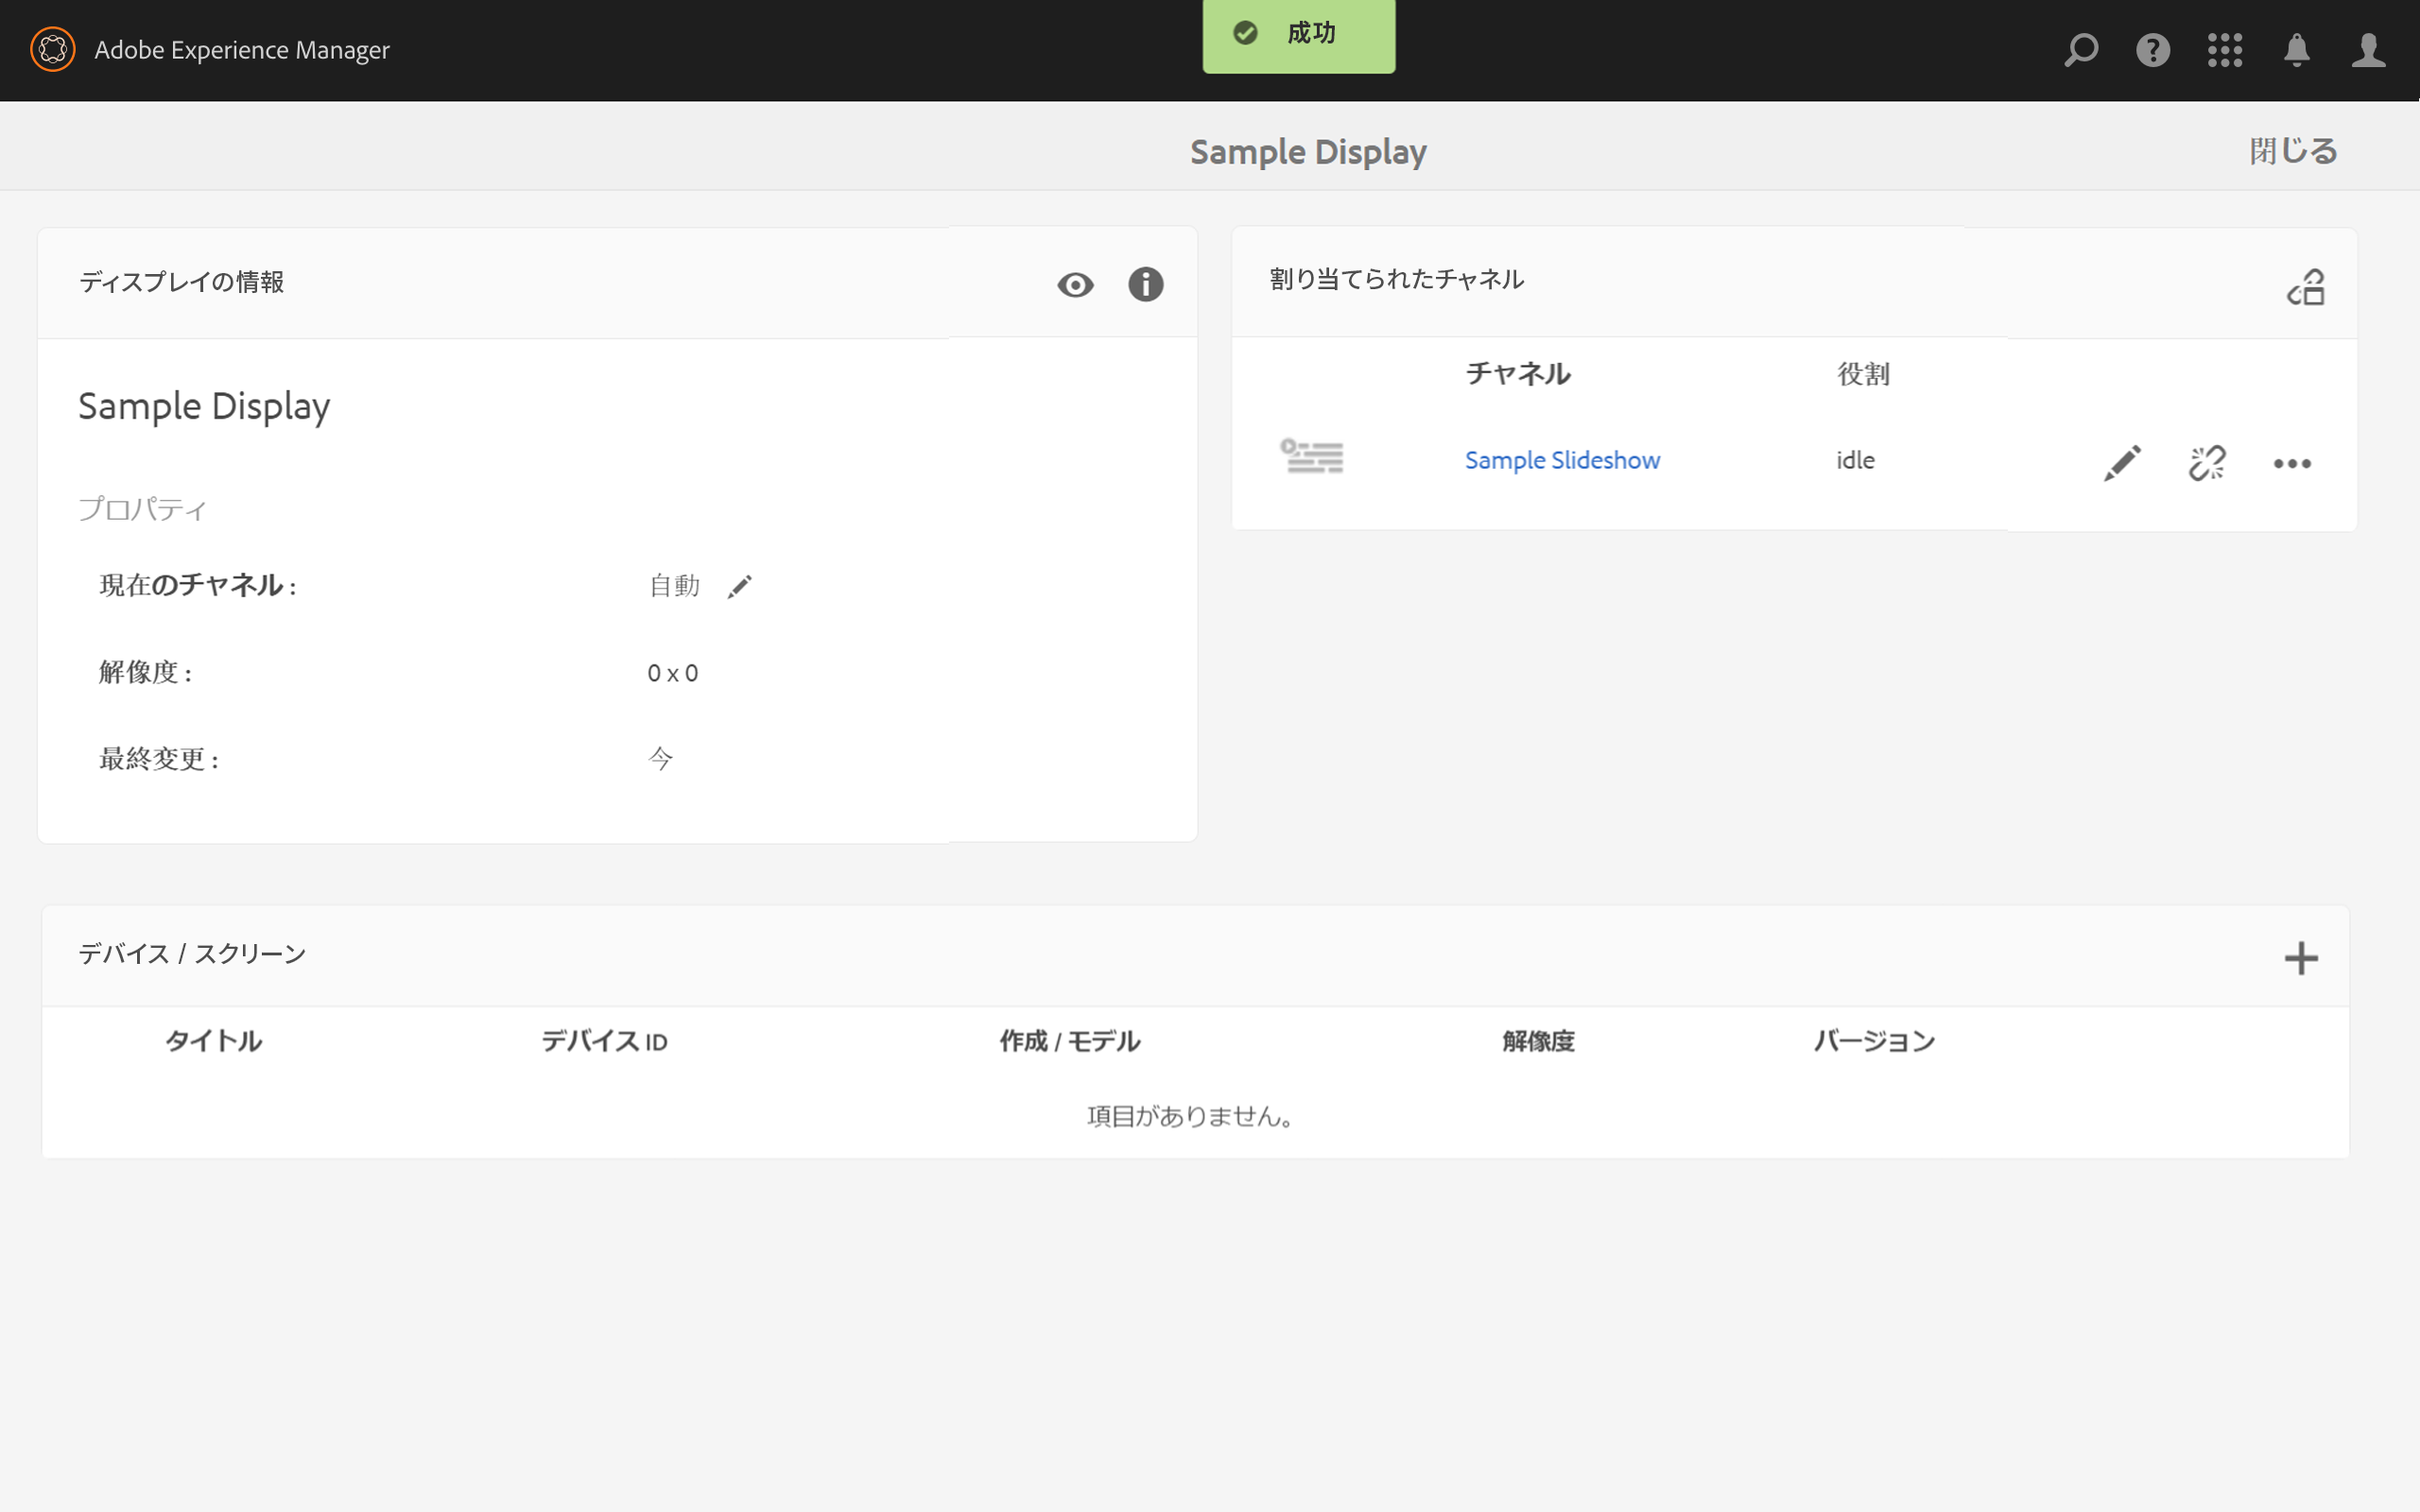 Adobe Experience Manager
成功
Sample Display
閉じる
ディスプレイの情報
Sample Display
プロパティ
現在のチャネル :
自動
解像度 :
0 x 0
最終変更 :
今
割り当てられたチャネル
チャネル 役割
Sample Slideshow idle
デバイス / スクリーン
タイトル デバイス ID 作成 / モデル 解像度 バージョン
項目がありません。